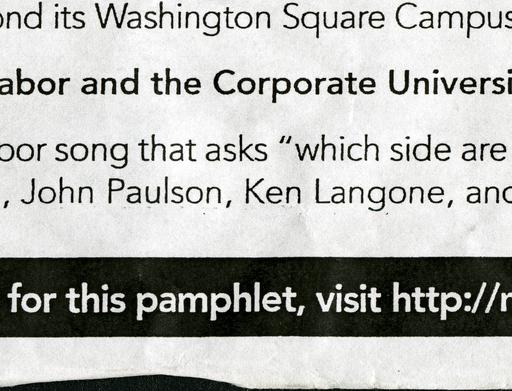 ond its Washington Square Campus
abor and the Corporate Universi
oor song that asks “which side are
, John Paulson, Ken Langone, and
for this pamphlet, visit http://r